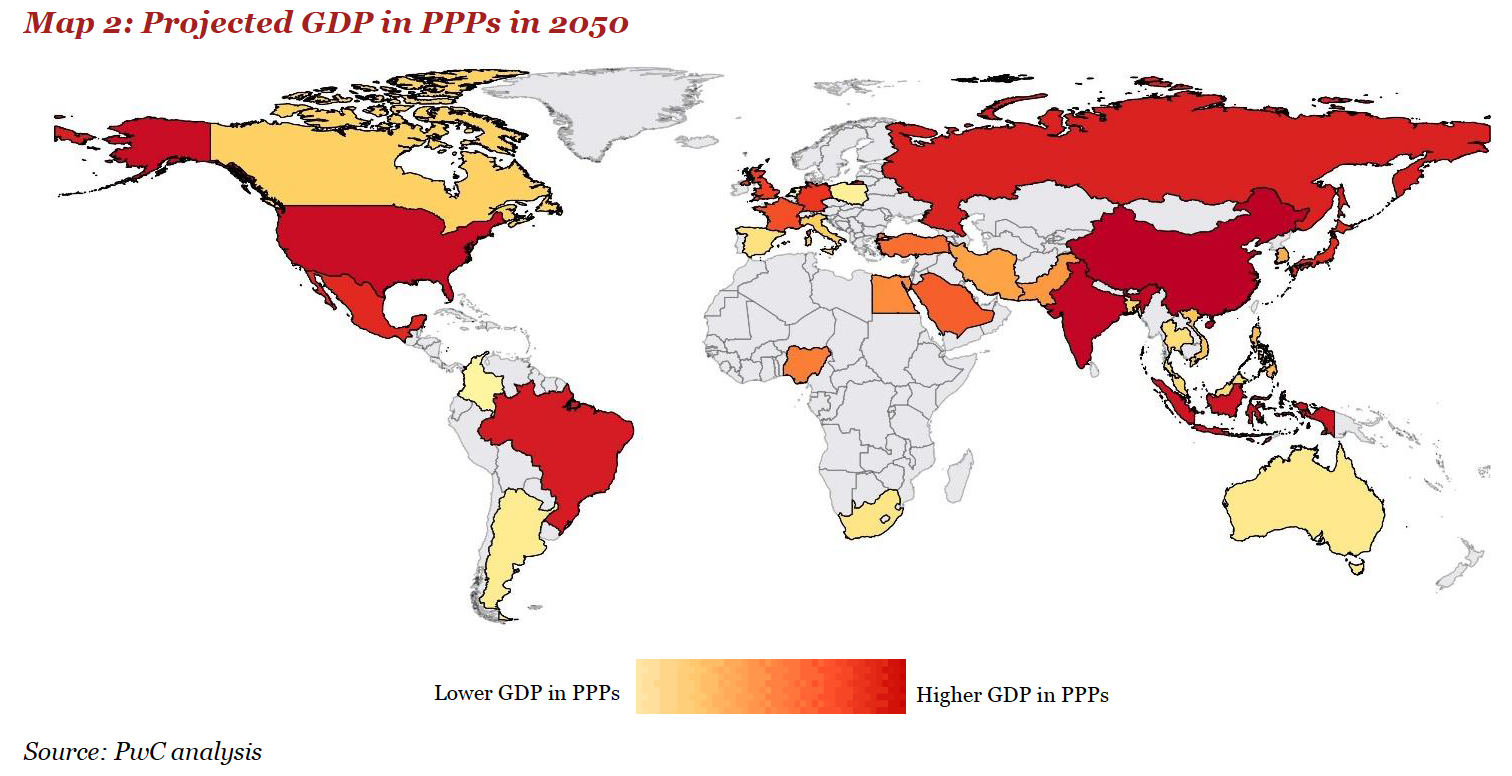 Map 2: Projected GDP in PPPs in 2050
Lower GDP in PPPs
Higher GDP in PPPs
Source: PwC analysis